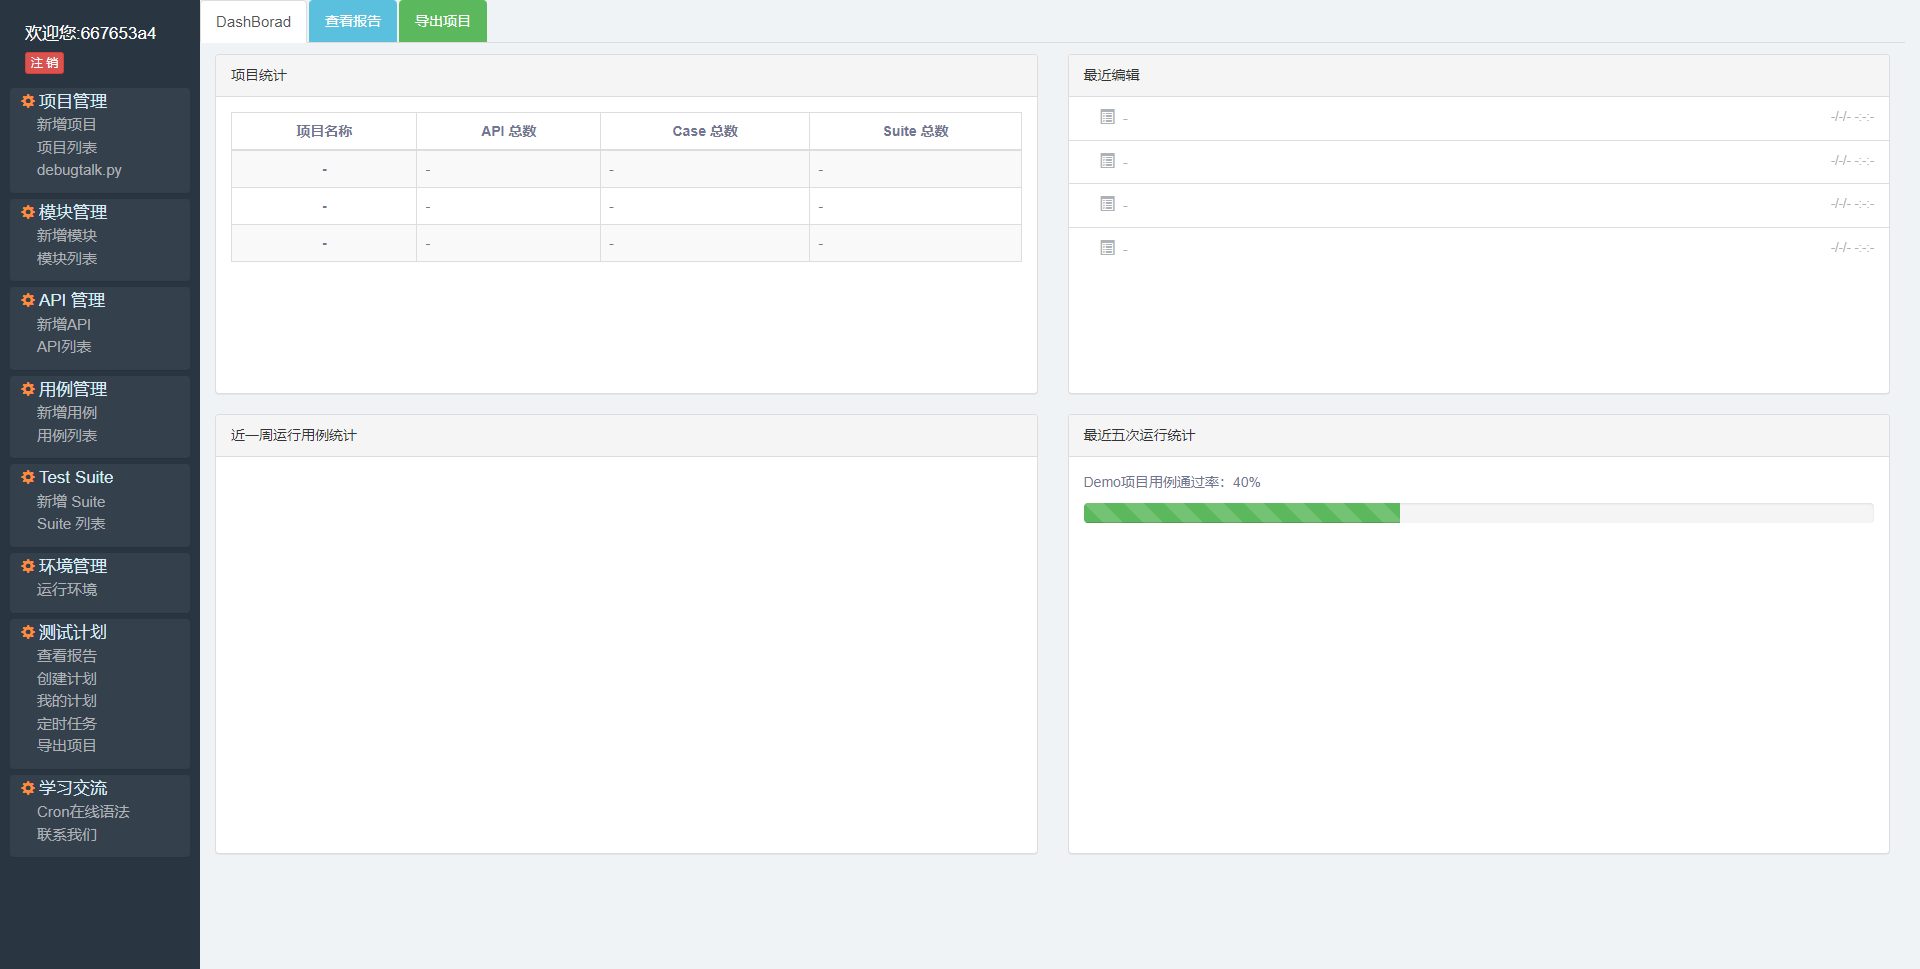 欢迎您:667653a4
注 销
项目管理
新增项目
项目列表
debugtalk.py
模块管理
新增模块
模块列表
API 管理
新增API
API列表
用例管理
新增用例
用例列表
Test Suite
新增 Suite
Suite 列表
环境管理
运行环境
测试计划
查看报告
创建计划
我的计划
定时任务
导出项目
学习交流
Cron在线语法
联系我们
DashBorad 查看报告 导出项目
项目统计
项目名称 API 总数 Case 总数 Suite 总数
- - - -
- - - -
- - - -
最近编辑
- -/-/- -:-:-
- -/-/- -:-:-
- -/-/- -:-:-
- -/-/- -:-:-
近一周运行用例统计
最近五次运行统计
Demo项目用例通过率：40%